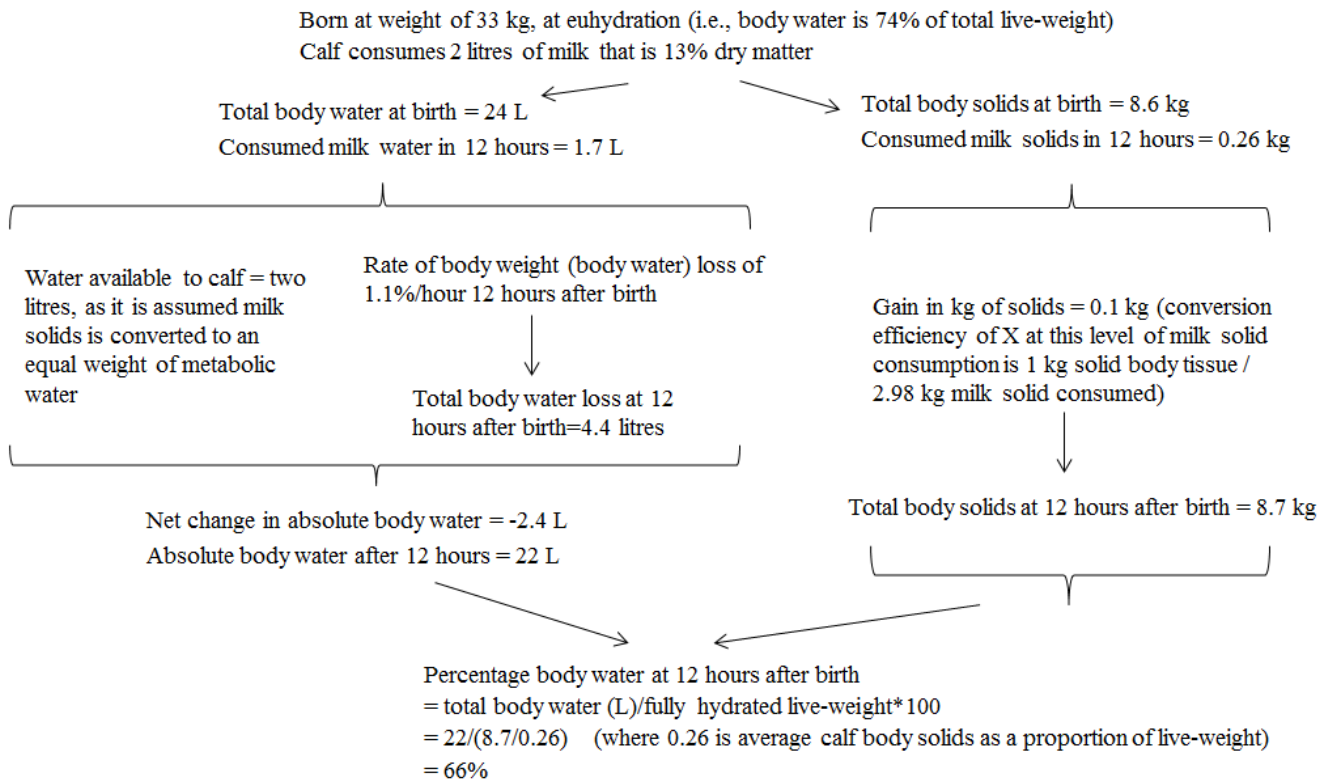 Born at weight of 33 kg, at euhydration (i.e., body water is 74% of total live-weight)
Calf consumes 2 litres of milk that is 13% dry matter
Total body water at birth = 24 L
Consumed milk water in 12 hours = 1.7 L
Total body solids at birth = 8.6 kg
Consumed milk solids in 12 hours = 0.26 kg
Water available to calf = two
litres, as it is assumed milk
solids is converted to an
equal weight of metabolic
water
Rate of body weight (body water) loss of
1.1%/hour 12 hours after birth
Total body water loss at 12
hours after birth=4.4 litres
Gain in kg of solids = 0.1 kg (conversion
efficiency of X at this level of milk solid
consumption is 1 kg solid body tissue /
2.98 kg milk solid consumed)
Net change in absolute body water = -2.4 L
Absolute body water after 12 hours = 22 L
Total body solids at 12 hours after birth = 8.7 kg
Percentage body water at 12 hours after birth
= total body water (L)/fully hydrated live-weight*100
= 22/(8.7/0.26) (where 0.26 is average calf body solids as a proportion of live-weight)
= 66%